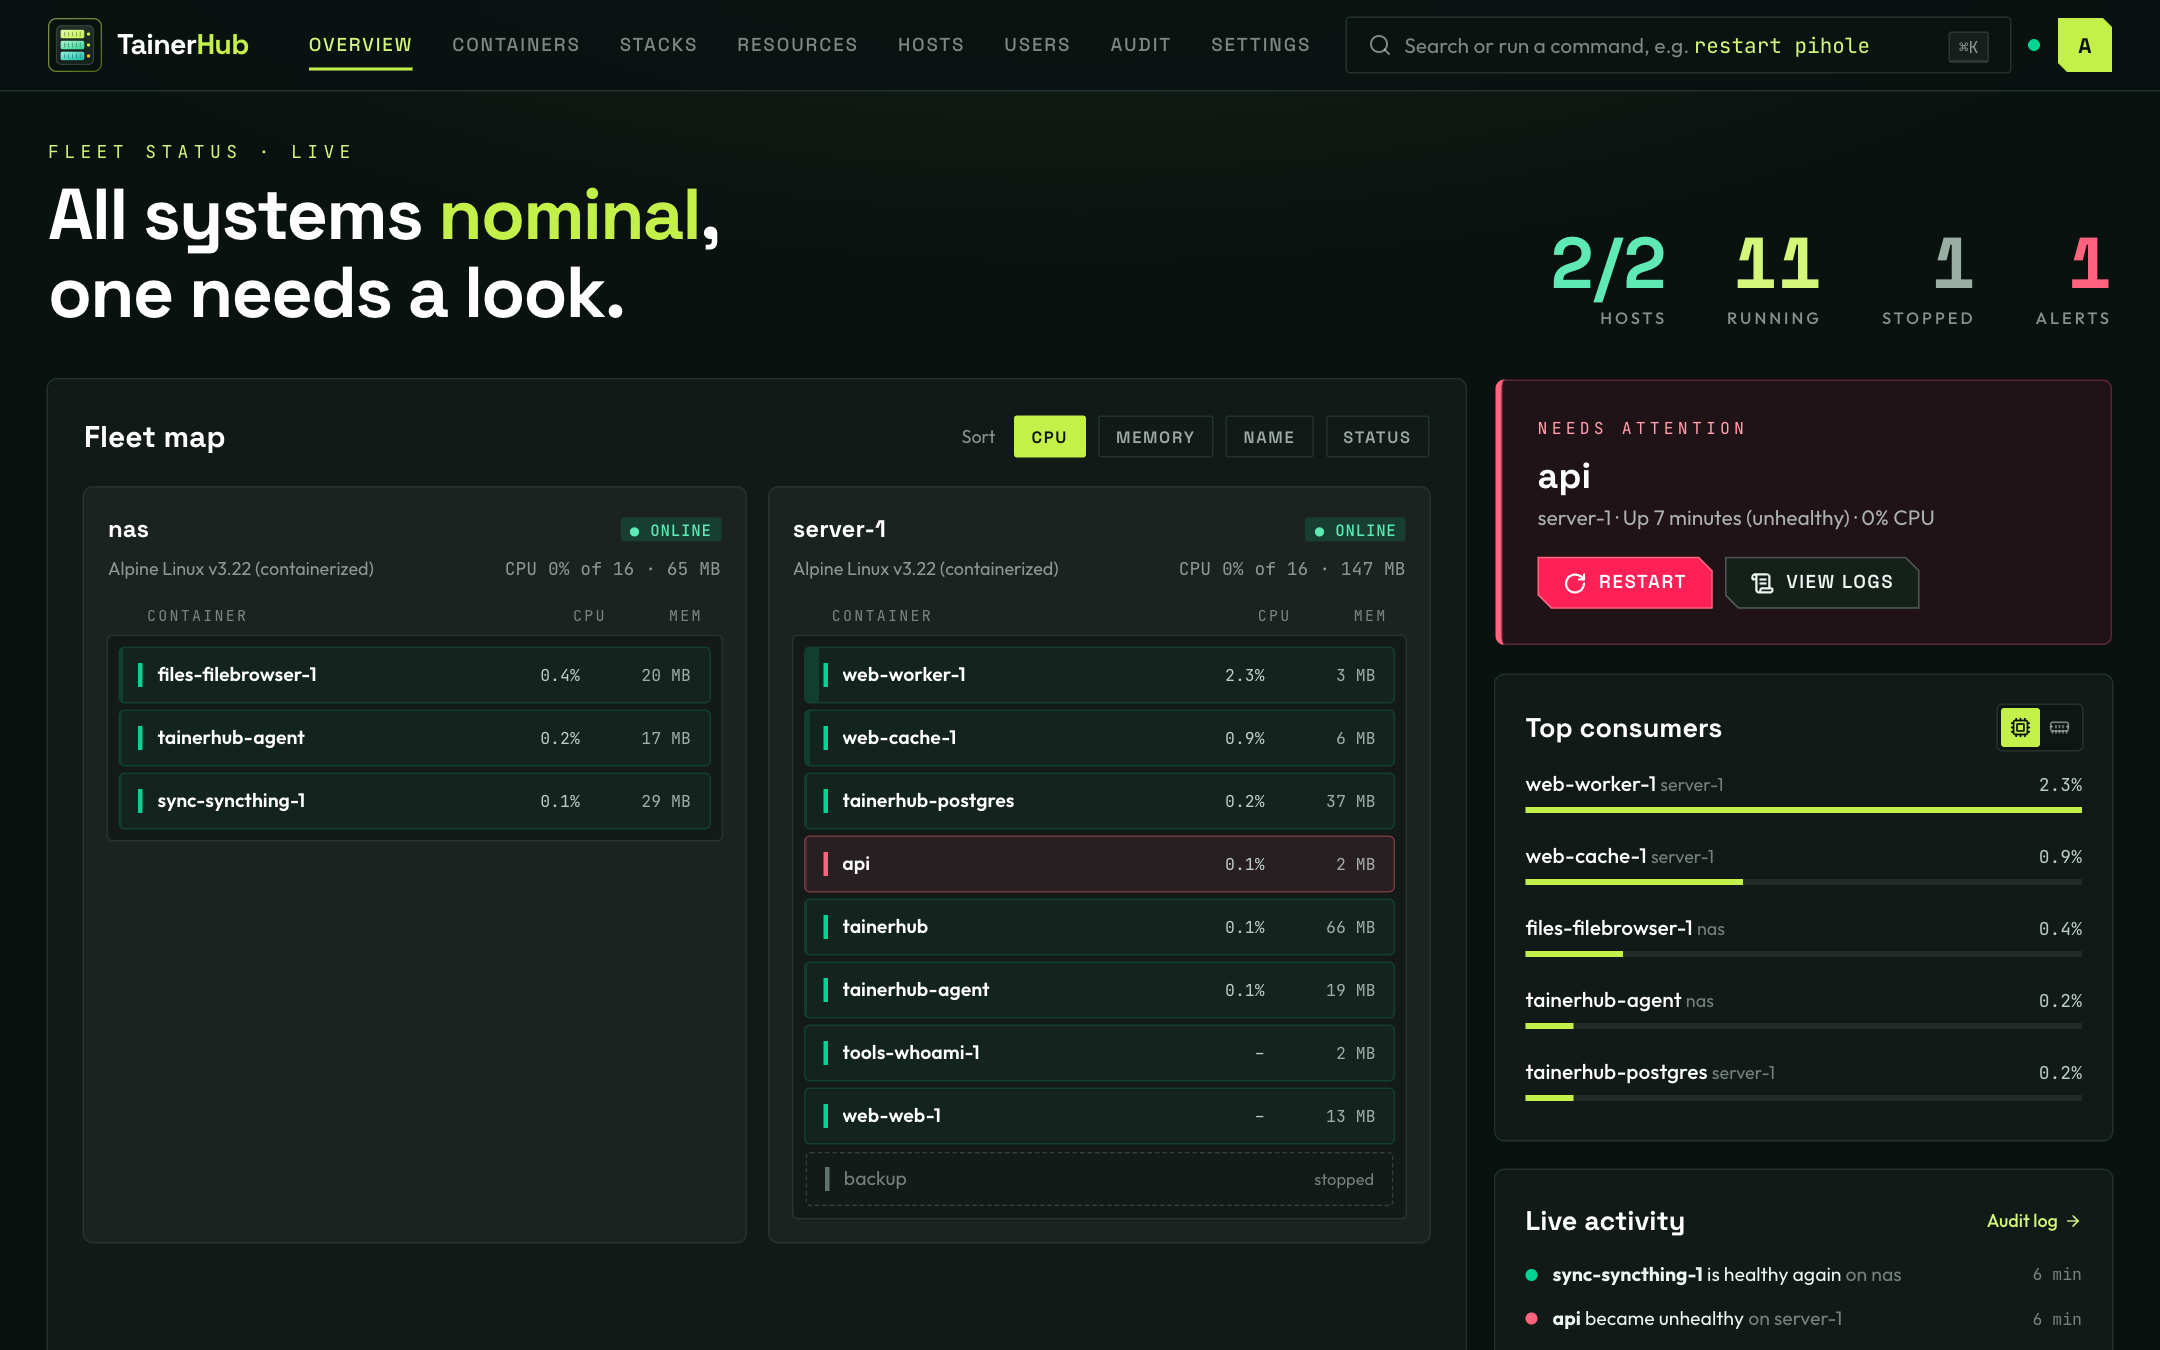 TainerHub
OVERVIEW CONTAINERS STACKS RESOURCES HOSTS USERS AUDIT SETTINGS
Search or run a command, e.g. restart pihole ⌘K
A
FLEET STATUS · LIVE
All systems nominal,
one needs a look.
2/2 HOSTS
11 RUNNING
1 STOPPED
1 ALERTS
Fleet map
Sort CPU MEMORY NAME STATUS
nas ● ONLINE
Alpine Linux v3.22 (containerized) CPU 0% of 16 · 65 MB
CONTAINER CPU MEM
files-filebrowser-1 0.4% 20 MB
tainerhub-agent 0.2% 17 MB
sync-syncthing-1 0.1% 29 MB
server-1 ● ONLINE
Alpine Linux v3.22 (containerized) CPU 0% of 16 · 147 MB
CONTAINER CPU MEM
web-worker-1 2.3% 3 MB
web-cache-1 0.9% 6 MB
tainerhub-postgres 0.2% 37 MB
api 0.1% 2 MB
tainerhub 0.1% 66 MB
tainerhub-agent 0.1% 19 MB
tools-whoami-1 – 2 MB
web-web-1 – 13 MB
backup stopped
NEEDS ATTENTION
api
server-1 · Up 7 minutes (unhealthy) · 0% CPU
RESTART VIEW LOGS
Top consumers
web-worker-1 server-1 2.3%
web-cache-1 server-1 0.9%
files-filebrowser-1 nas 0.4%
tainerhub-agent nas 0.2%
tainerhub-postgres server-1 0.2%
Live activity Audit log →
sync-syncthing-1 is healthy again on nas 6 min
api became unhealthy on server-1 6 min